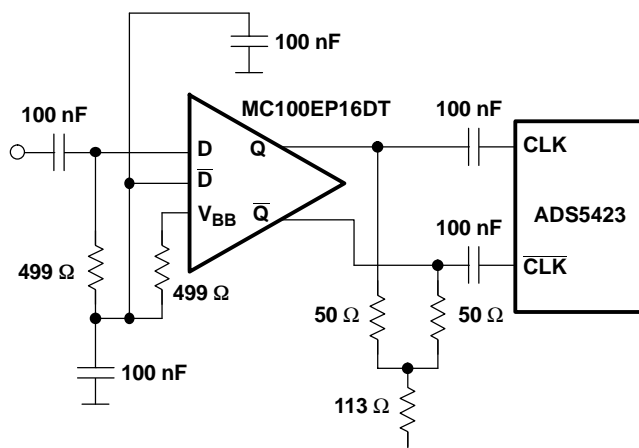 100 nF
MC100EP16DT
100 nF
100 nF
D
Q
CLK
D̅
ADS5423
V_BB
Q̅
100 nF
C̅L̅K̅
499 Ω
499 Ω
50 Ω
50 Ω
100 nF
113 Ω